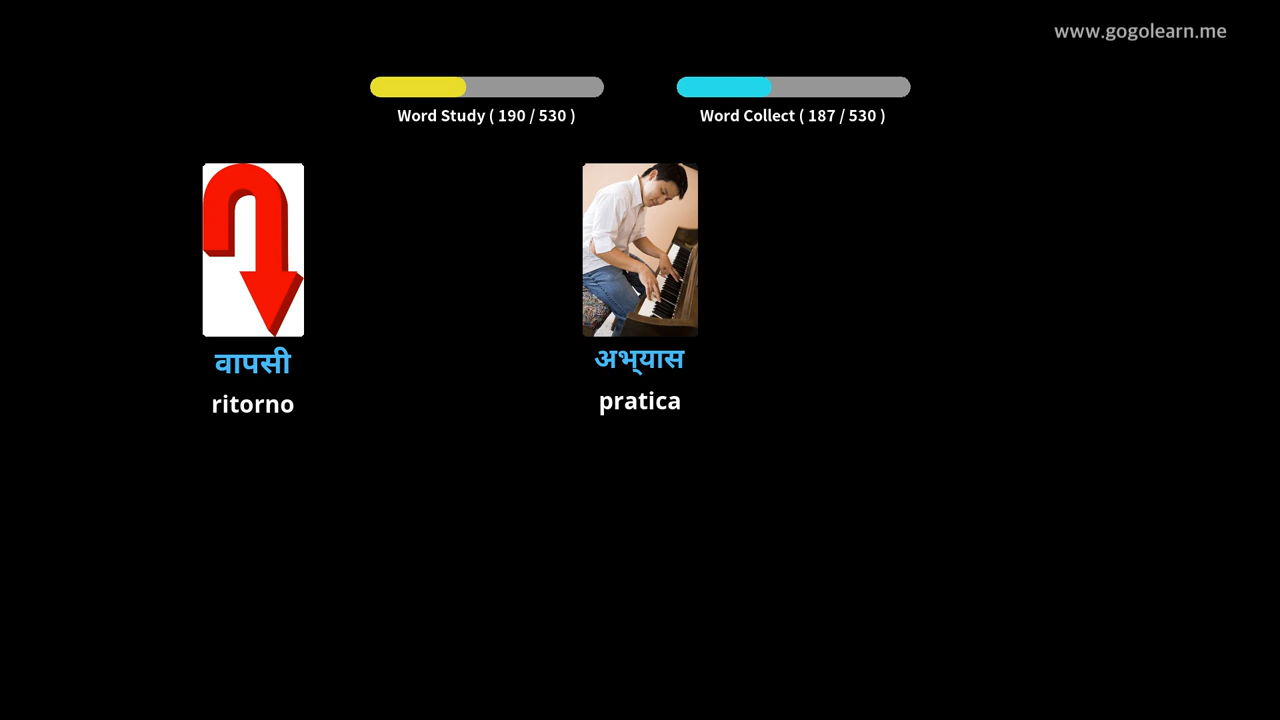 www.gogolearn.me
Word Study ( 190 / 530 )
Word Collect ( 187 / 530 )
वापसी
ritorno
अभ्यास
pratica